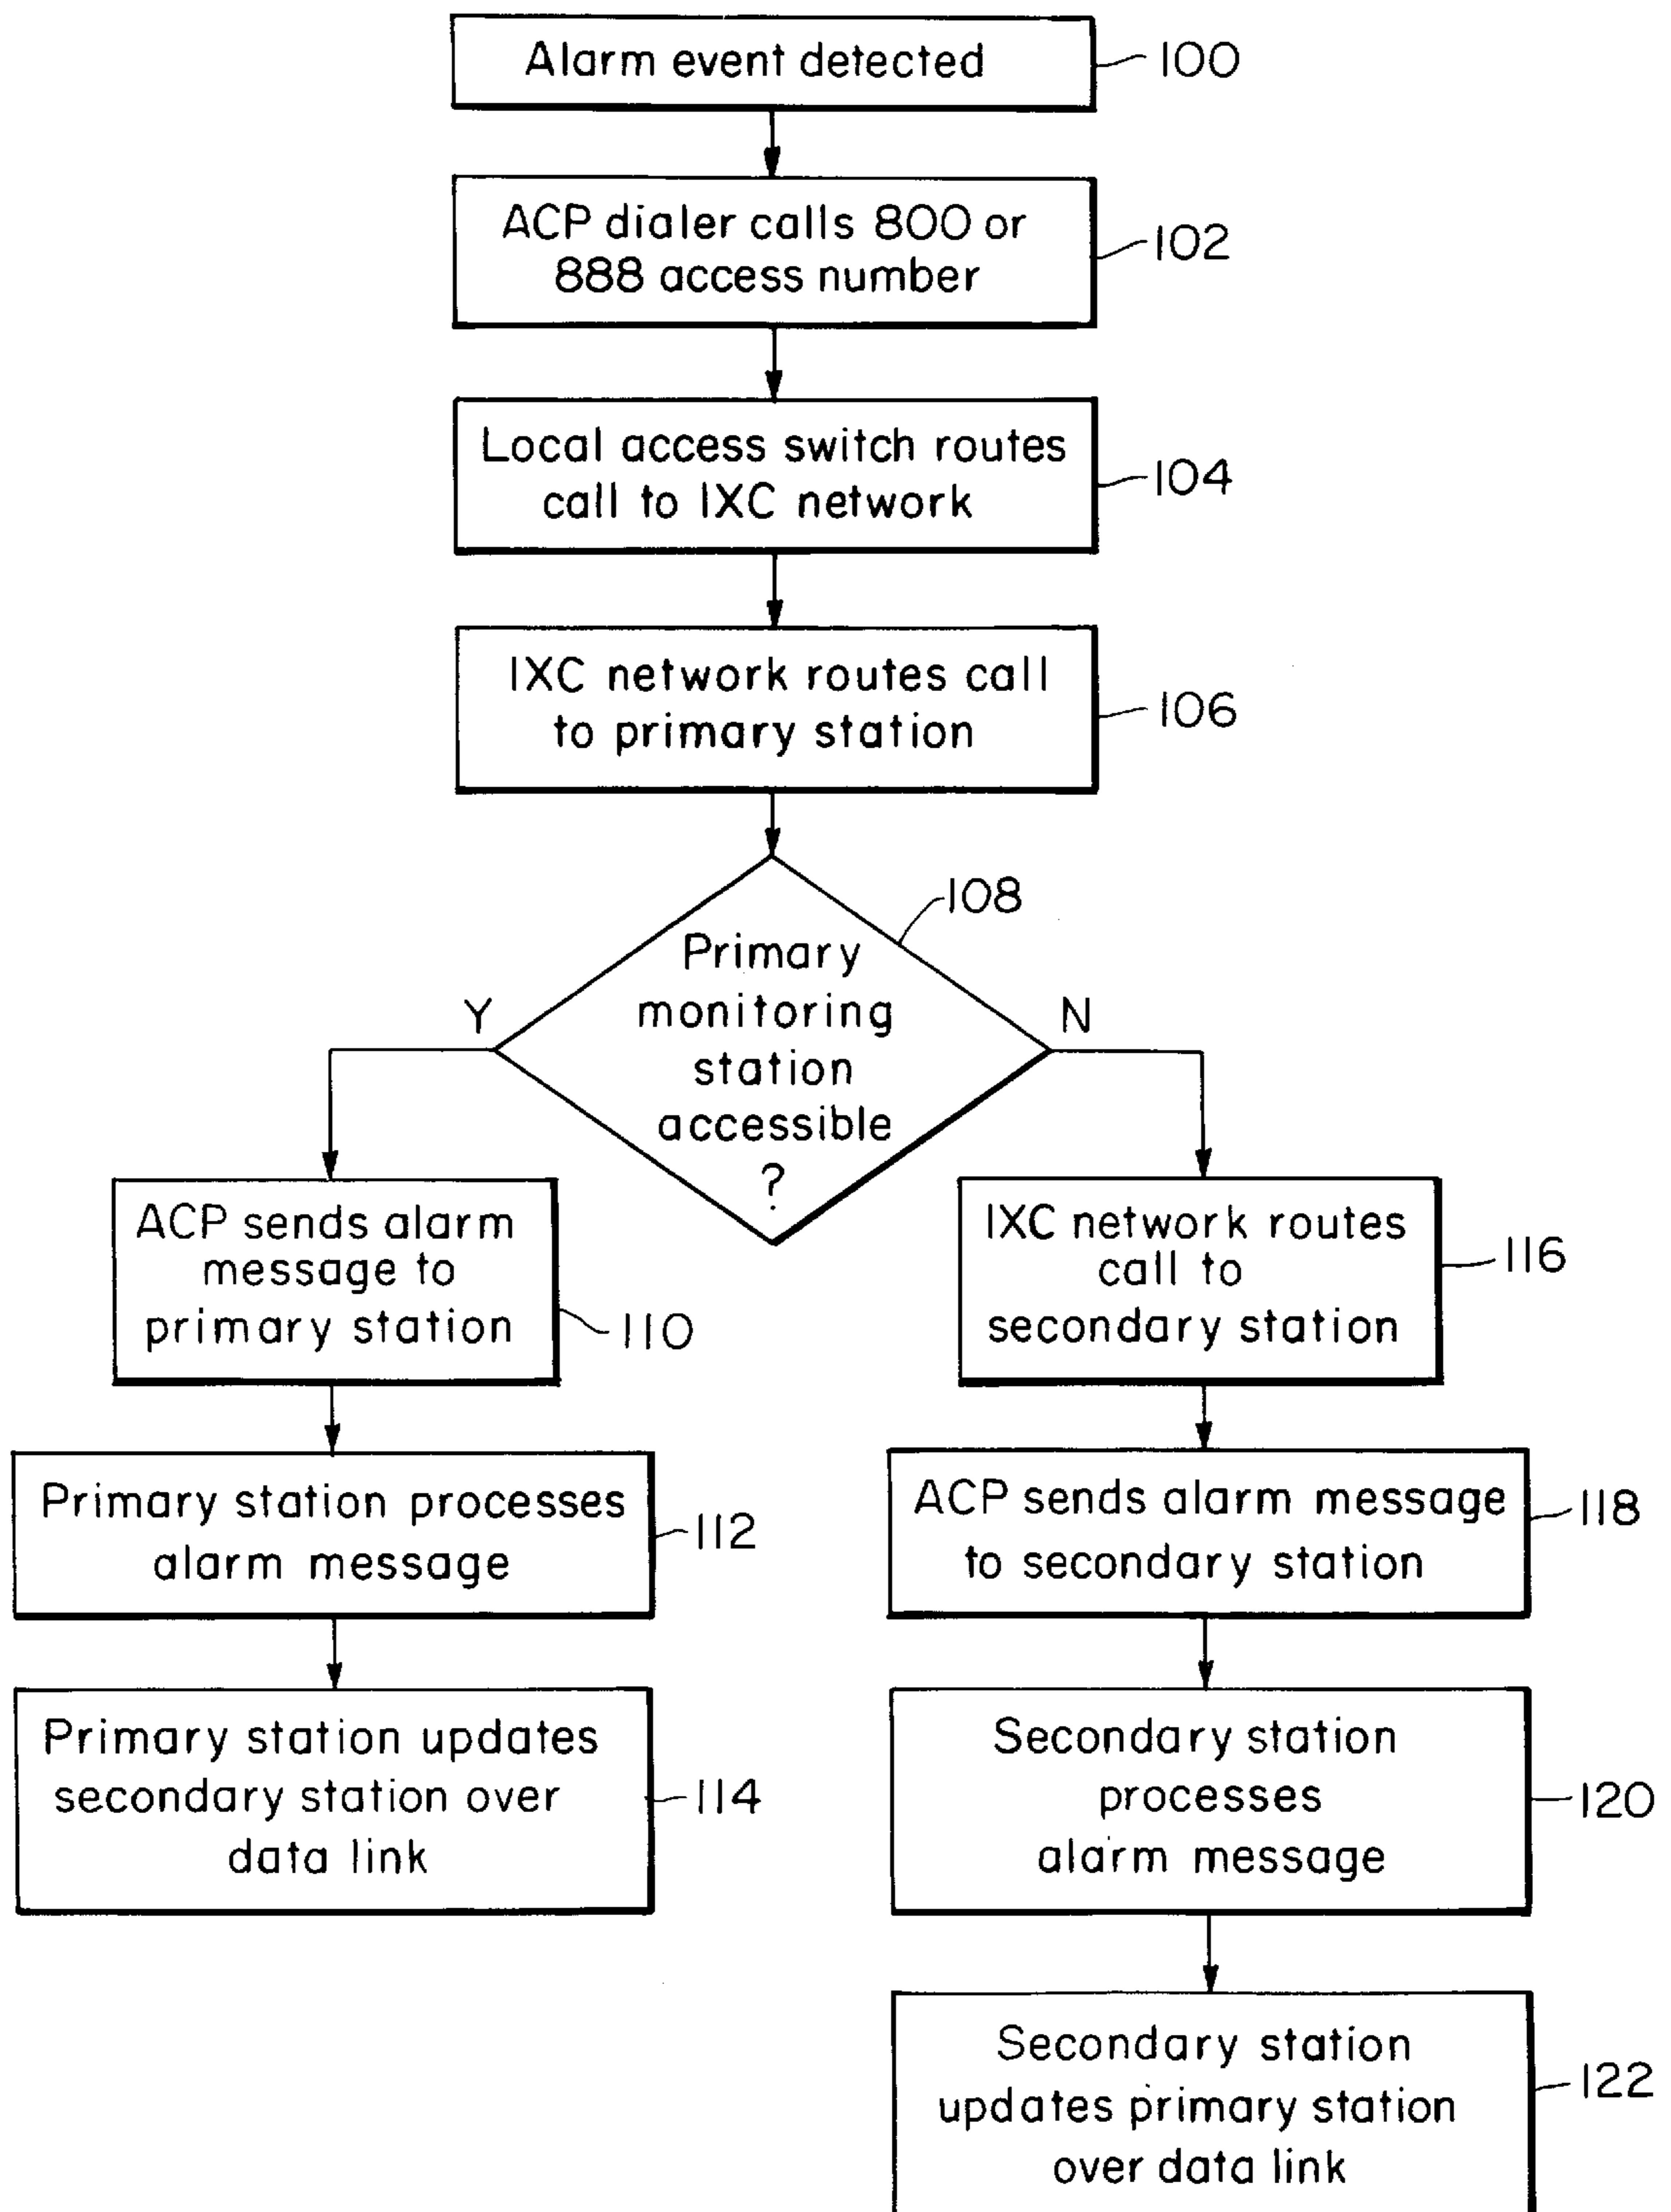 Alarm event detected
100
ACP dialer calls 800 or
888 access number
102
Local access switch routes
call to IXC network
104
IXC network routes call
to primary station
106
108
Primary
monitoring
station
accessible
?
Y
N
ACP sends alarm
message to
primary station
110
Primary station processes
alarm message
112
Primary station updates
secondary station over
data link
114
IXC network routes
call to
secondary station
116
ACP sends alarm message
to secondary station
118
Secondary station
processes
alarm message
120
Secondary station
updates primary station
over data link
122